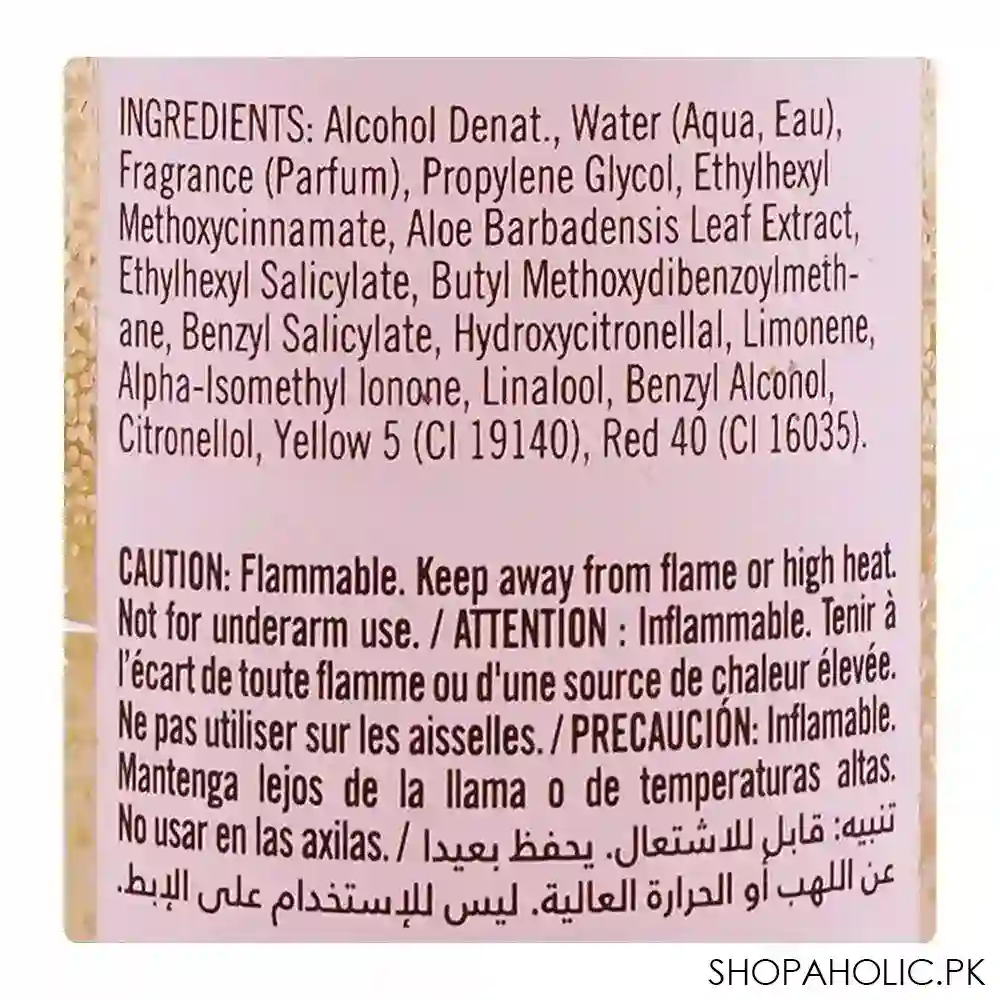 INGREDIENTS: Alcohol Denat., Water (Aqua, Eau),
Fragrance (Parfum), Propylene Glycol, Ethylhexyl
Methoxycinnamate, Aloe Barbadensis Leaf Extract,
Ethylhexyl Salicylate, Butyl Methoxydibenzoylmeth-
ane, Benzyl Salicylate, Hydroxycitronellal, Limonene,
Alpha-Isomethyl Ionone, Linalool, Benzyl Alcohol,
Citronellol, Yellow 5 (CI 19140), Red 40 (CI 16035).
CAUTION: Flammable. Keep away from flame or high heat.
Not for underarm use. / ATTENTION : Inflammable. Tenir à
l'écart de toute flamme ou d'une source de chaleur élevée.
Ne pas utiliser sur les aisselles. / PRECAUCIÓN: Inflamable.
Mantenga lejos de la llama o de temperaturas altas.
No usar en las axilas. / تنبيه: قابل للاشتعال. يحفظ بعيدا
عن اللهب أو الحرارة العالية. ليس للإستخدام على الإبط.
SHOPAHOLIC.PK